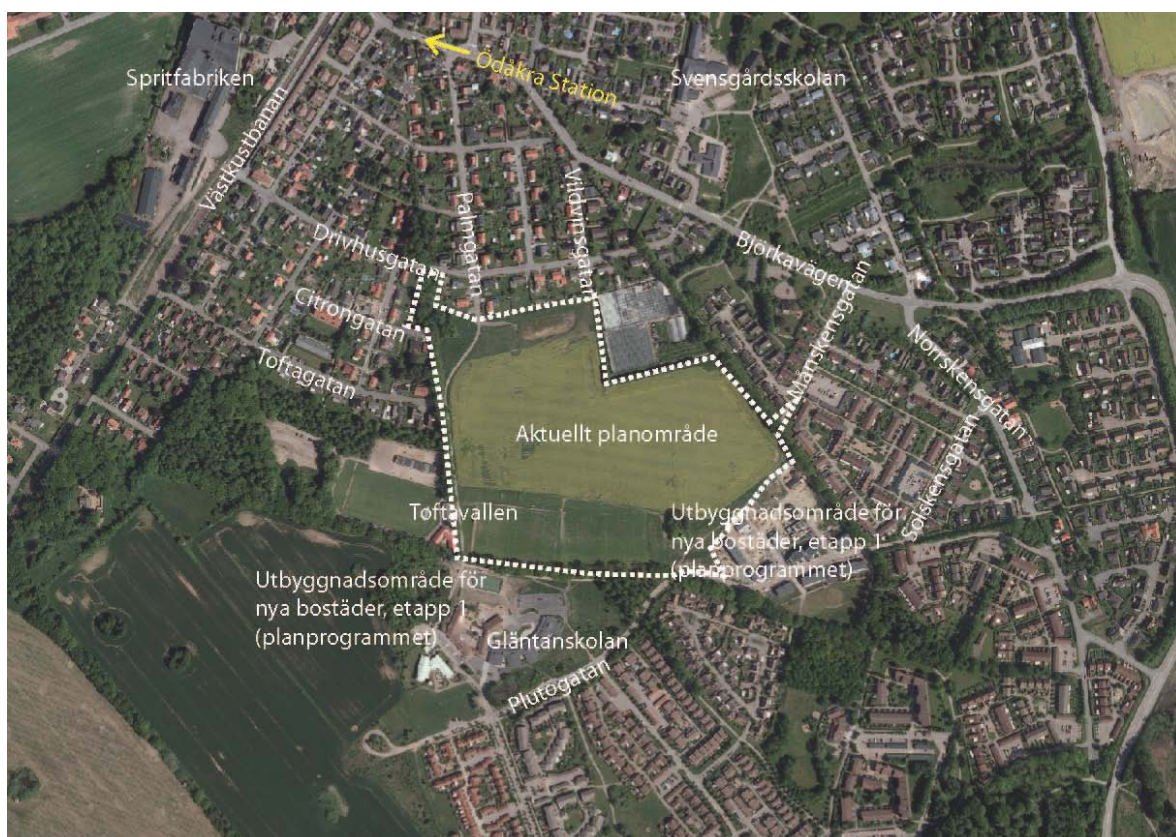 Ödåkra Station
Spritfabriken
Svensgårdsskolan
Västkustbanan
Palmgatan
Vildvinsgatan
Drivhusgatan
Björkavägen
Citrongatan
Månskensgatan
Toftagatan
Norrskensgatan
Aktuellt planområde
Solskensgatan
Toftavallen
Utbyggnadsområde för
nya bostäder, etapp 1
(planprogrammet)
Utbyggnadsområde för
nya bostäder, etapp 1
(planprogrammet)
Gläntanskolan
Plutogatan